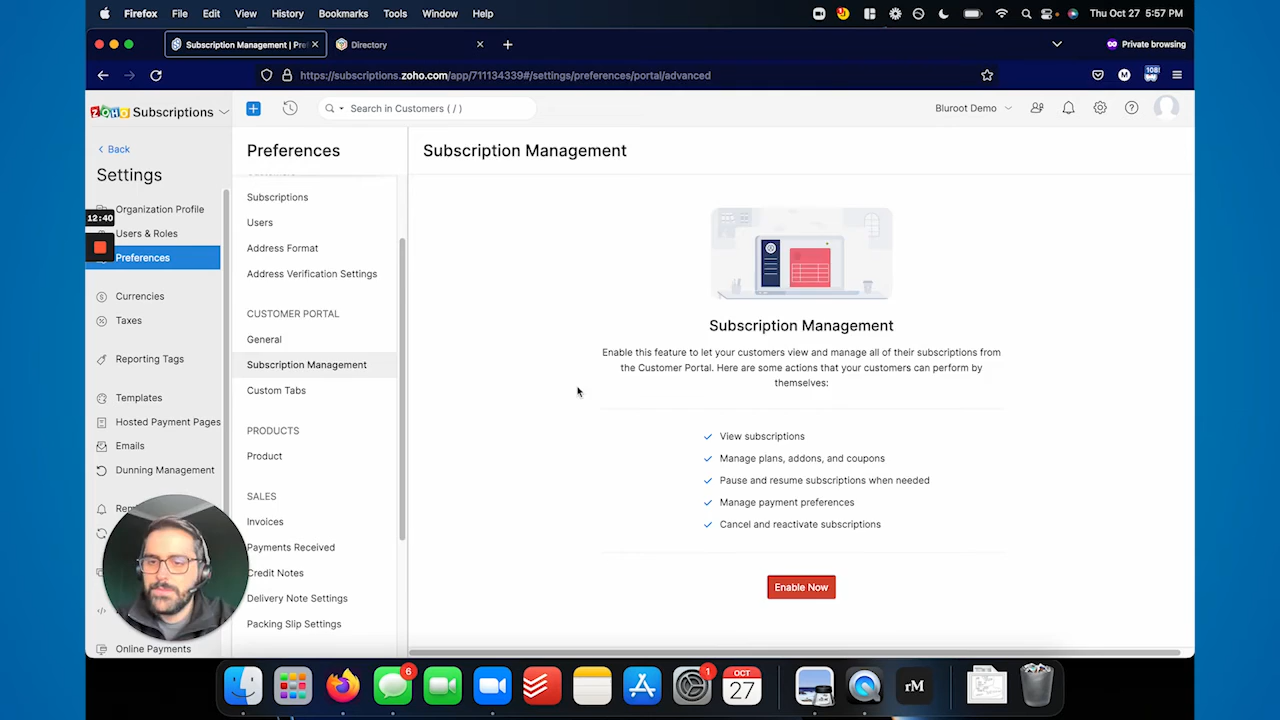 Firefox File Edit View History Bookmarks Tools Window Help
Thu Oct 27 5:57 PM
Subscription Management | Pre
Directory
Private browsing
https://subscriptions.zoho.com/app/711134339#/settings/preferences/portal/advanced
M
108
ZOHO Subscriptions
Search in Customers ( / )
Bluroot Demo
Back
Settings
Organization Profile
12:40
Users & Roles
Preferences
Currencies
Taxes
Reporting Tags
Templates
Hosted Payment Pages
Emails
Dunning Management
Online Payments
Preferences
Subscriptions
Users
Address Format
Address Verification Settings
CUSTOMER PORTAL
General
Subscription Management
Custom Tabs
PRODUCTS
Product
SALES
Invoices
Payments Received
Credit Notes
Delivery Note Settings
Packing Slip Settings
Subscription Management
Subscription Management
Enable this feature to let your customers view and manage all of their subscriptions from
the Customer Portal. Here are some actions that your customers can perform by
themselves:
View subscriptions
Manage plans, addons, and coupons
Pause and resume subscriptions when needed
Manage payment preferences
Cancel and reactivate subscriptions
Enable Now
6
1
OCT
27
rM